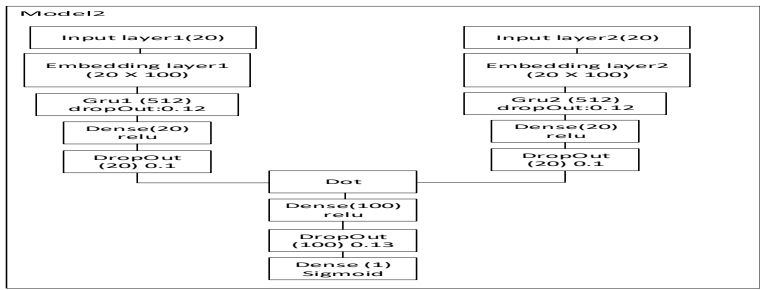 Model2
Input layer1(20)
Embedding layer1
(20 X 100)
Gru1 (512)
dropOut:0.12
Dense(20)
relu
DropOut
(20) 0.1
Input layer2(20)
Embedding layer2
(20 X 100)
Gru2 (512)
dropOut:0.12
Dense(20)
relu
DropOut
(20) 0.1
Dot
Dense(100)
relu
DropOut
(100) 0.13
Dense (1)
Sigmoid